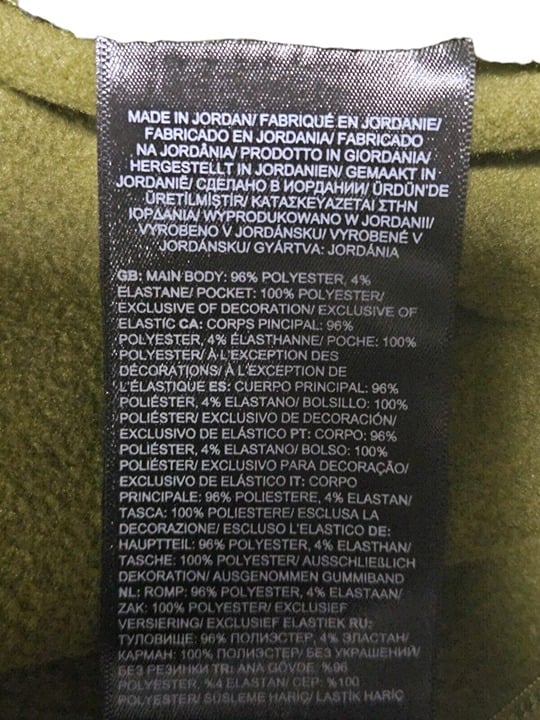 MADE IN JORDAN/ FABRIQUÉ EN JORDANIE/
FABRICADO EN JORDANIA/ FABRICADO
NA JORDÂNIA/ PRODOTTO IN GIORDANIA/
HERGESTELLT IN JORDANIEN/ GEMAAKT IN
JORDANIË/ СДЕЛАНО В ИОРДАНИИ/ ÜRDÜN'DE
ÜRETİLMİŞTİR/ ΚΑΤΑΣΚΕΥΑΖΕΤΑΙ ΣΤΗΝ
ΙΟΡΔΑΝΙΑ/ WYPRODUKOWANO W JORDANII/
VYROBENO V JORDÁNSKU/ VYROBENÉ V
JORDÁNSKU/ GYÁRTVA: JORDÁNIA
GB: MAIN BODY: 96% POLYESTER, 4%
ELASTANE/ POCKET: 100% POLYESTER/
EXCLUSIVE OF DECORATION/ EXCLUSIVE OF
ELASTIC CA: CORPS PINCIPAL: 96%
POLYESTER, 4% ÉLASTHANNE/ POCHE: 100%
POLYESTER/ À L'EXCEPTION DES
DÉCORATIONS/ À L'EXCEPTION DE
L'ÉLASTIQUE ES: CUERPO PRINCIPAL: 96%
POLIÉSTER, 4% ELASTANO/ BOLSILLO: 100%
POLIÉSTER/ EXCLUSIVO DE DECORACIÓN/
EXCLUSIVO DE ELÁSTICO PT: CORPO: 96%
POLIÉSTER, 4% ELASTANO/ BOLSO: 100%
POLIÉSTER/ EXCLUSIVO PARA DECORAÇÃO/
EXCLUSIVO DE ELÁSTICO IT: CORPO
PRINCIPALE: 96% POLIESTERE, 4% ELASTAN/
TASCA: 100% POLIESTERE/ ESCLUSA LA
DECORAZIONE/ ESCLUSO L'ELASTICO DE:
HAUPTTEIL: 96% POLYESTER, 4% ELASTHAN/
TASCHE: 100% POLYESTER/ AUSSCHLIEßLICH
DEKORATION/ AUSGENOMMEN GUMMIBAND
NL: ROMP: 96% POLYESTER, 4% ELASTAAN/
ZAK: 100% POLYESTER/ EXCLUSIEF
VERSIERING/ EXCLUSIEF ELASTIEK RU:
ТУЛОВИЩЕ: 96% ПОЛИЭСТЕР, 4% ЭЛАСТАН/
КАРМАН: 100% ПОЛИЭСТЕР/ БЕЗ УКРАШЕНИЙ/
БЕЗ РЕЗИНКИ TR: ANA GÖVDE: %96
POLYESTER, %4 ELASTAN/ CEP: %100
POLYESTER/ SÜSLEME HARİÇ/ LASTİK HARİÇ